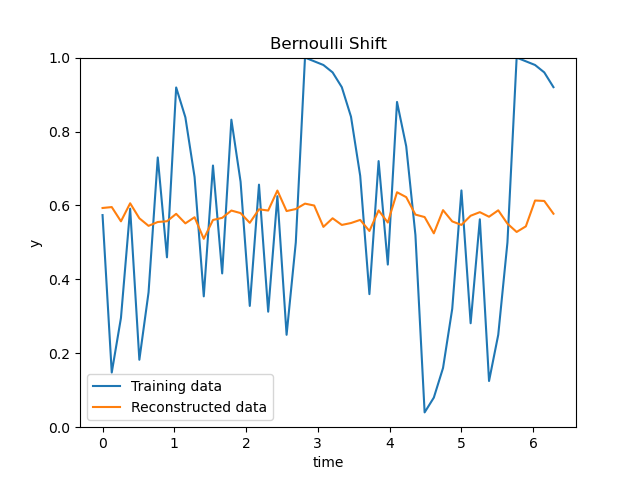 Bernoulli Shift
1.0
0.8
0.6
0.4
0.2
0.0
y
Training data
Reconstructed data
0 1 2 3 4 5 6
time